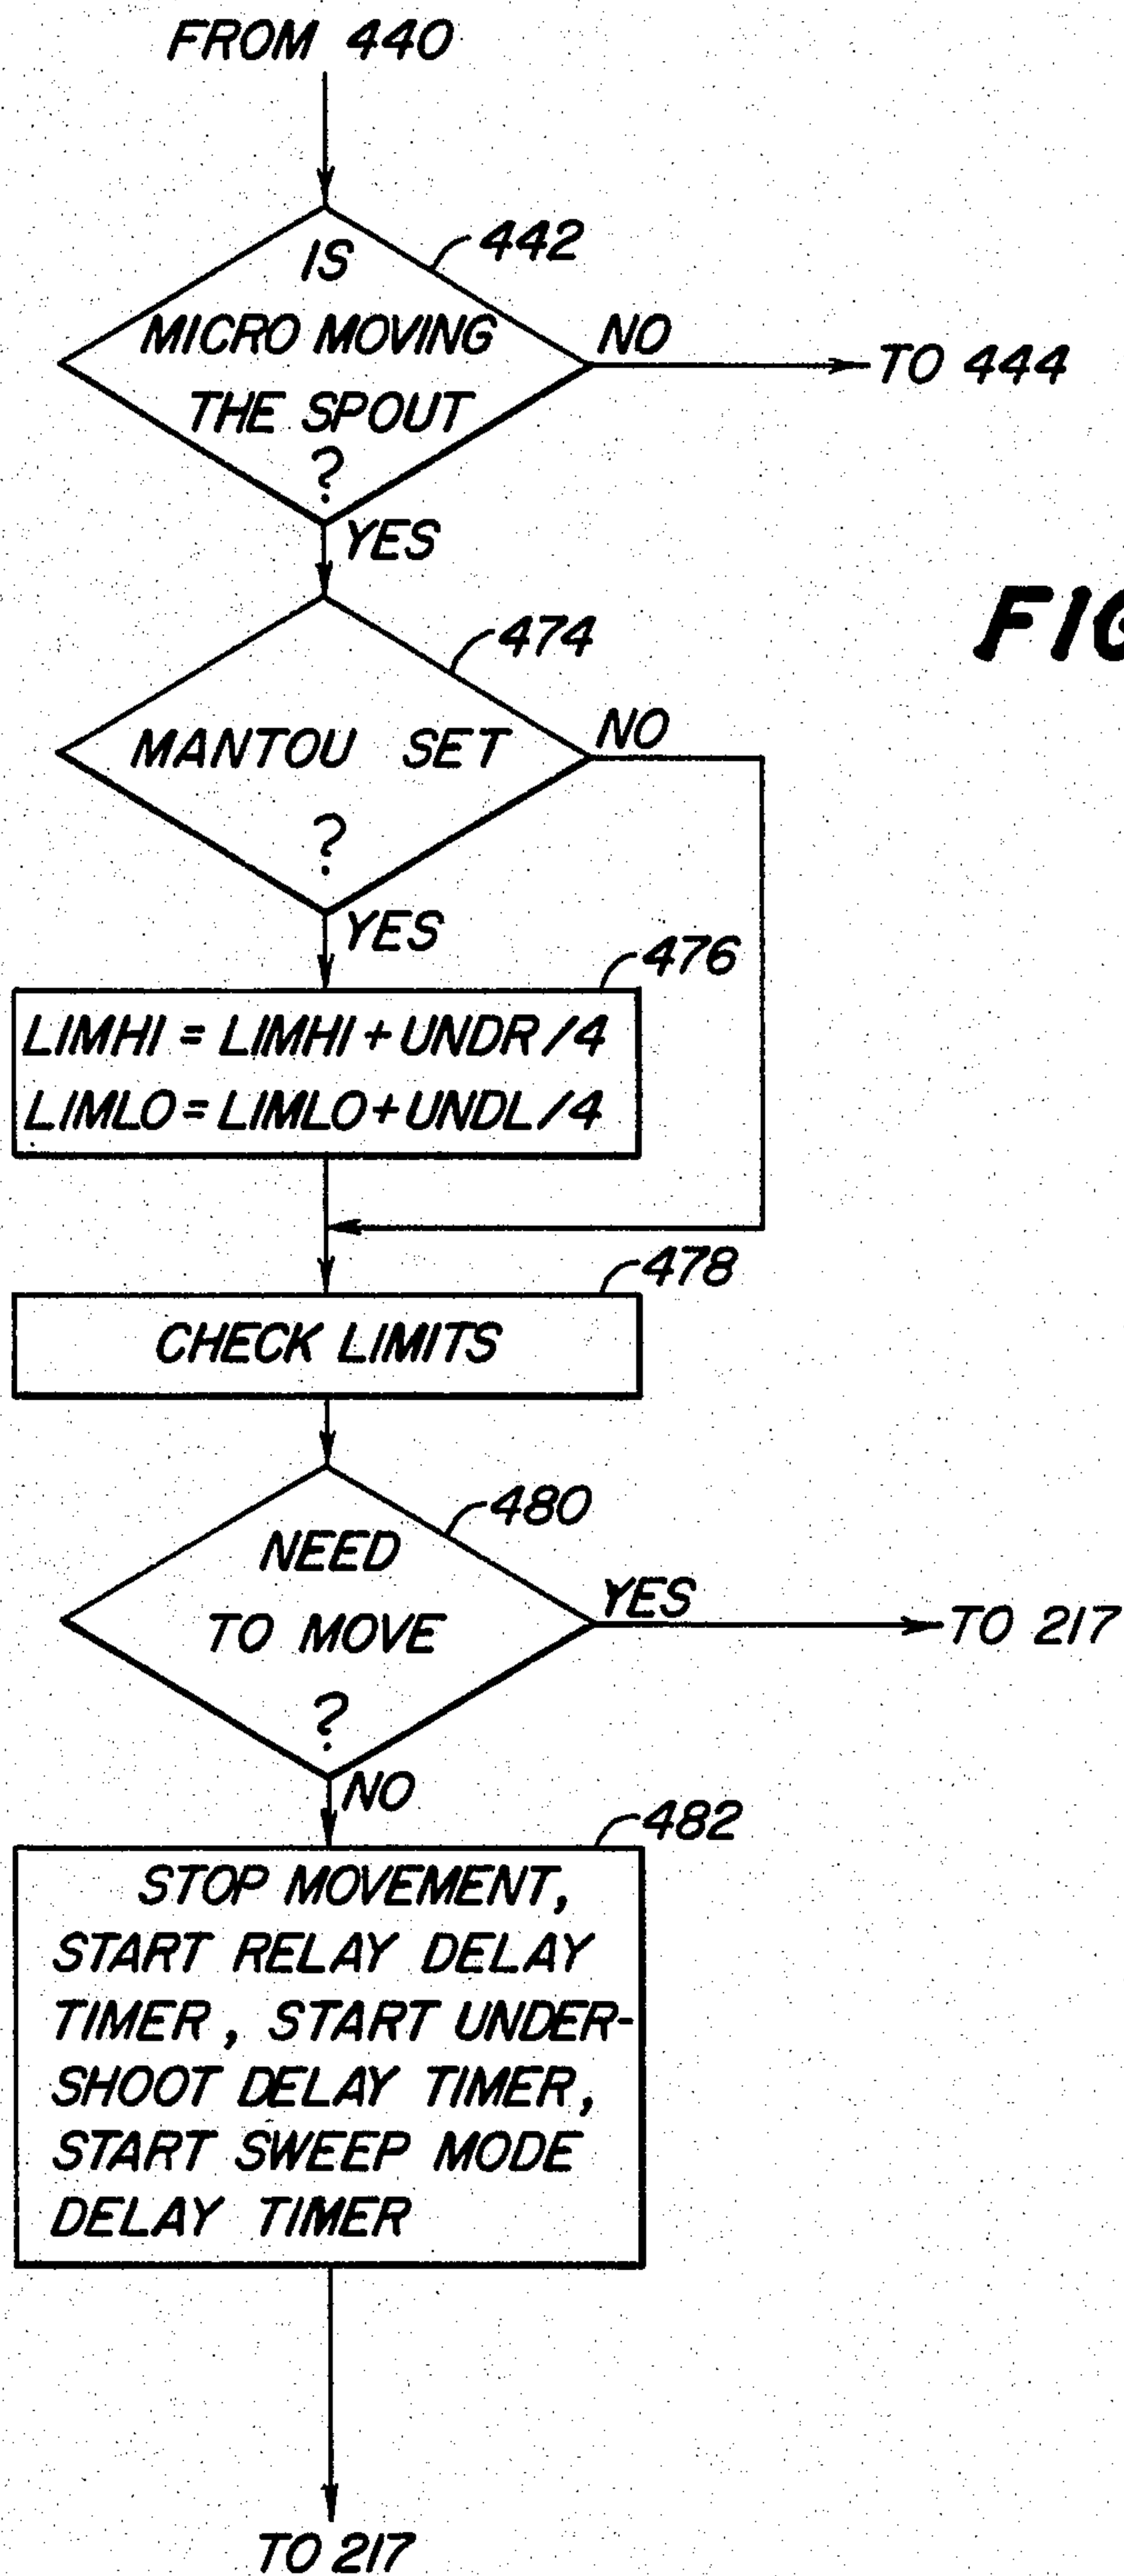 FROM 440
442
IS
MICRO MOVING
THE SPOUT
?
NO
TO 444
YES
474
MANTOU SET
?
NO
YES
476
LIMHI = LIMHI + UNDR / 4
LIMLO = LIMLO + UNDL / 4
478
CHECK LIMITS
480
NEED
TO MOVE
?
YES
TO 217
NO
482
STOP MOVEMENT,
START RELAY DELAY
TIMER, START UNDER-
SHOOT DELAY TIMER,
START SWEEP MODE
DELAY TIMER
TO 217